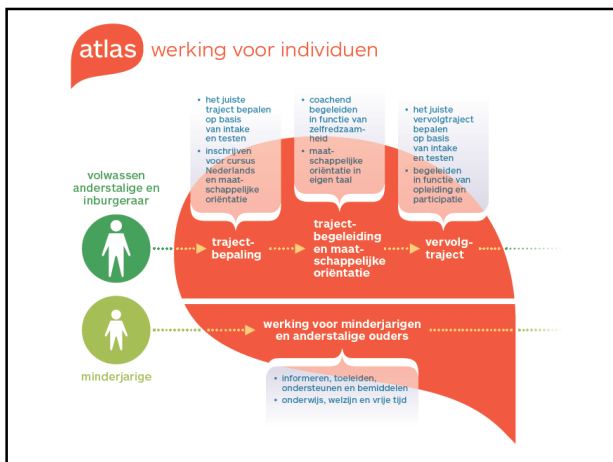 atlas werking voor individuen
• het juiste
traject bepalen
op basis
van intake
en testen
• inschrijven
voor cursus
Nederlands
en maat-
schappelijke
oriëntatie
• coachend
begeleiden
in functie van
zelfredzaam-
heid
• maat-
schappelijke
oriëntatie in
eigen taal
• het juiste
vervolgtraject
bepalen
op basis
van intake
en testen
• begeleiden
in functie van
opleiding en
participatie
volwassen
anderstalige en
inburgeraar
traject-
bepaling
traject-
begeleiding
en maat-
schappelijke
oriëntatie
vervolg-
traject
werking voor minderjarigen
en anderstalige ouders
minderjarige
• informeren, toeleiden,
ondersteunen en bemiddelen
• onderwijs, welzijn en vrije tijd